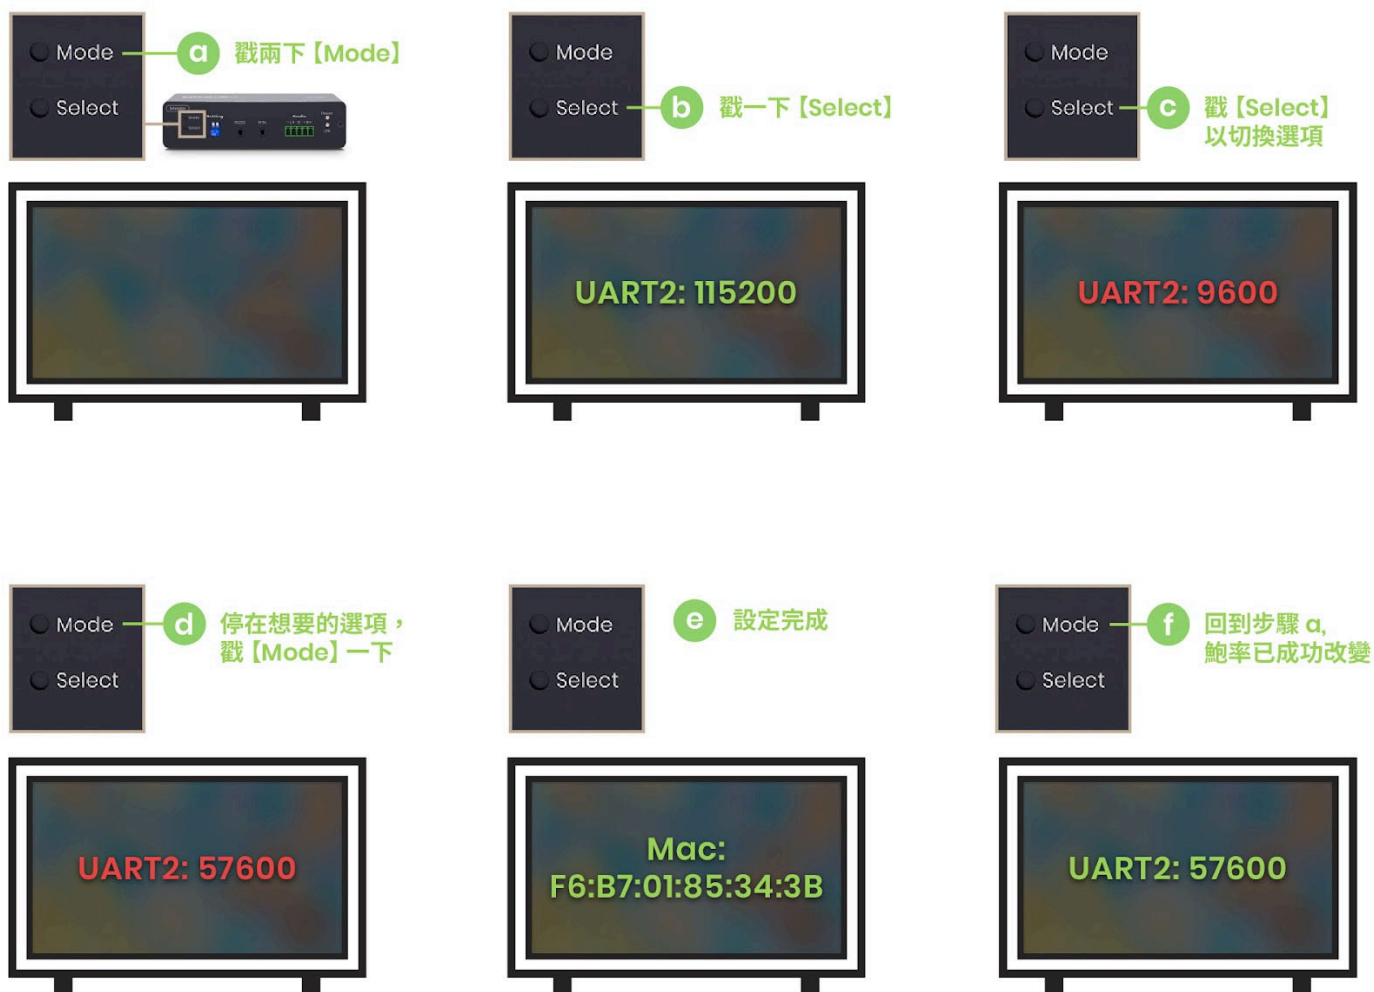 Mode
Select
a 戳兩下【Mode】
Mode
Select
b 戳一下【Select】
Mode
Select
c 戳【Select】
以切換選項
UART2: 115200
UART2: 9600
Mode
Select
d 停在想要的選項，
戳【Mode】一下
Mode
Select
e 設定完成
Mode
Select
f 回到步驟 a,
鮑率已成功改變
UART2: 57600
Mac:
F6:B7:01:85:34:3B
UART2: 57600